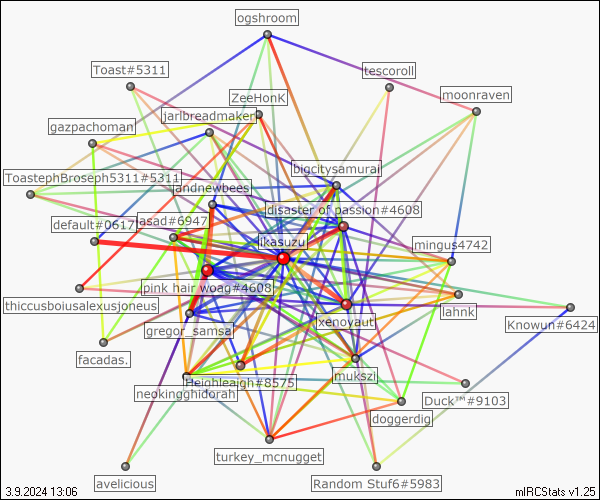 ogshroom
Toast#5311
tescoroll
ZeeHonK
moonraven
jarlbreadmaker
gazpachoman
bigcitysamurai
ToastephBroseph5311#5311
jandnewbees
disaster of passion#4608
default#0617
asad#6947
ikasuzu
mingus4742
pink hair woag#4608
thiccusboiusalexusjoneus
lahnk
xenoyaut
Knowun#6424
gregor_samsa
facadas.
mukszi
Heighleaigh#8575
neokingghidorah
Duck™#9103
doggerdig
turkey_mcnugget
avelicious
Random Stuf6#5983
3.9.2024 13:06
mIRCStats v1.25